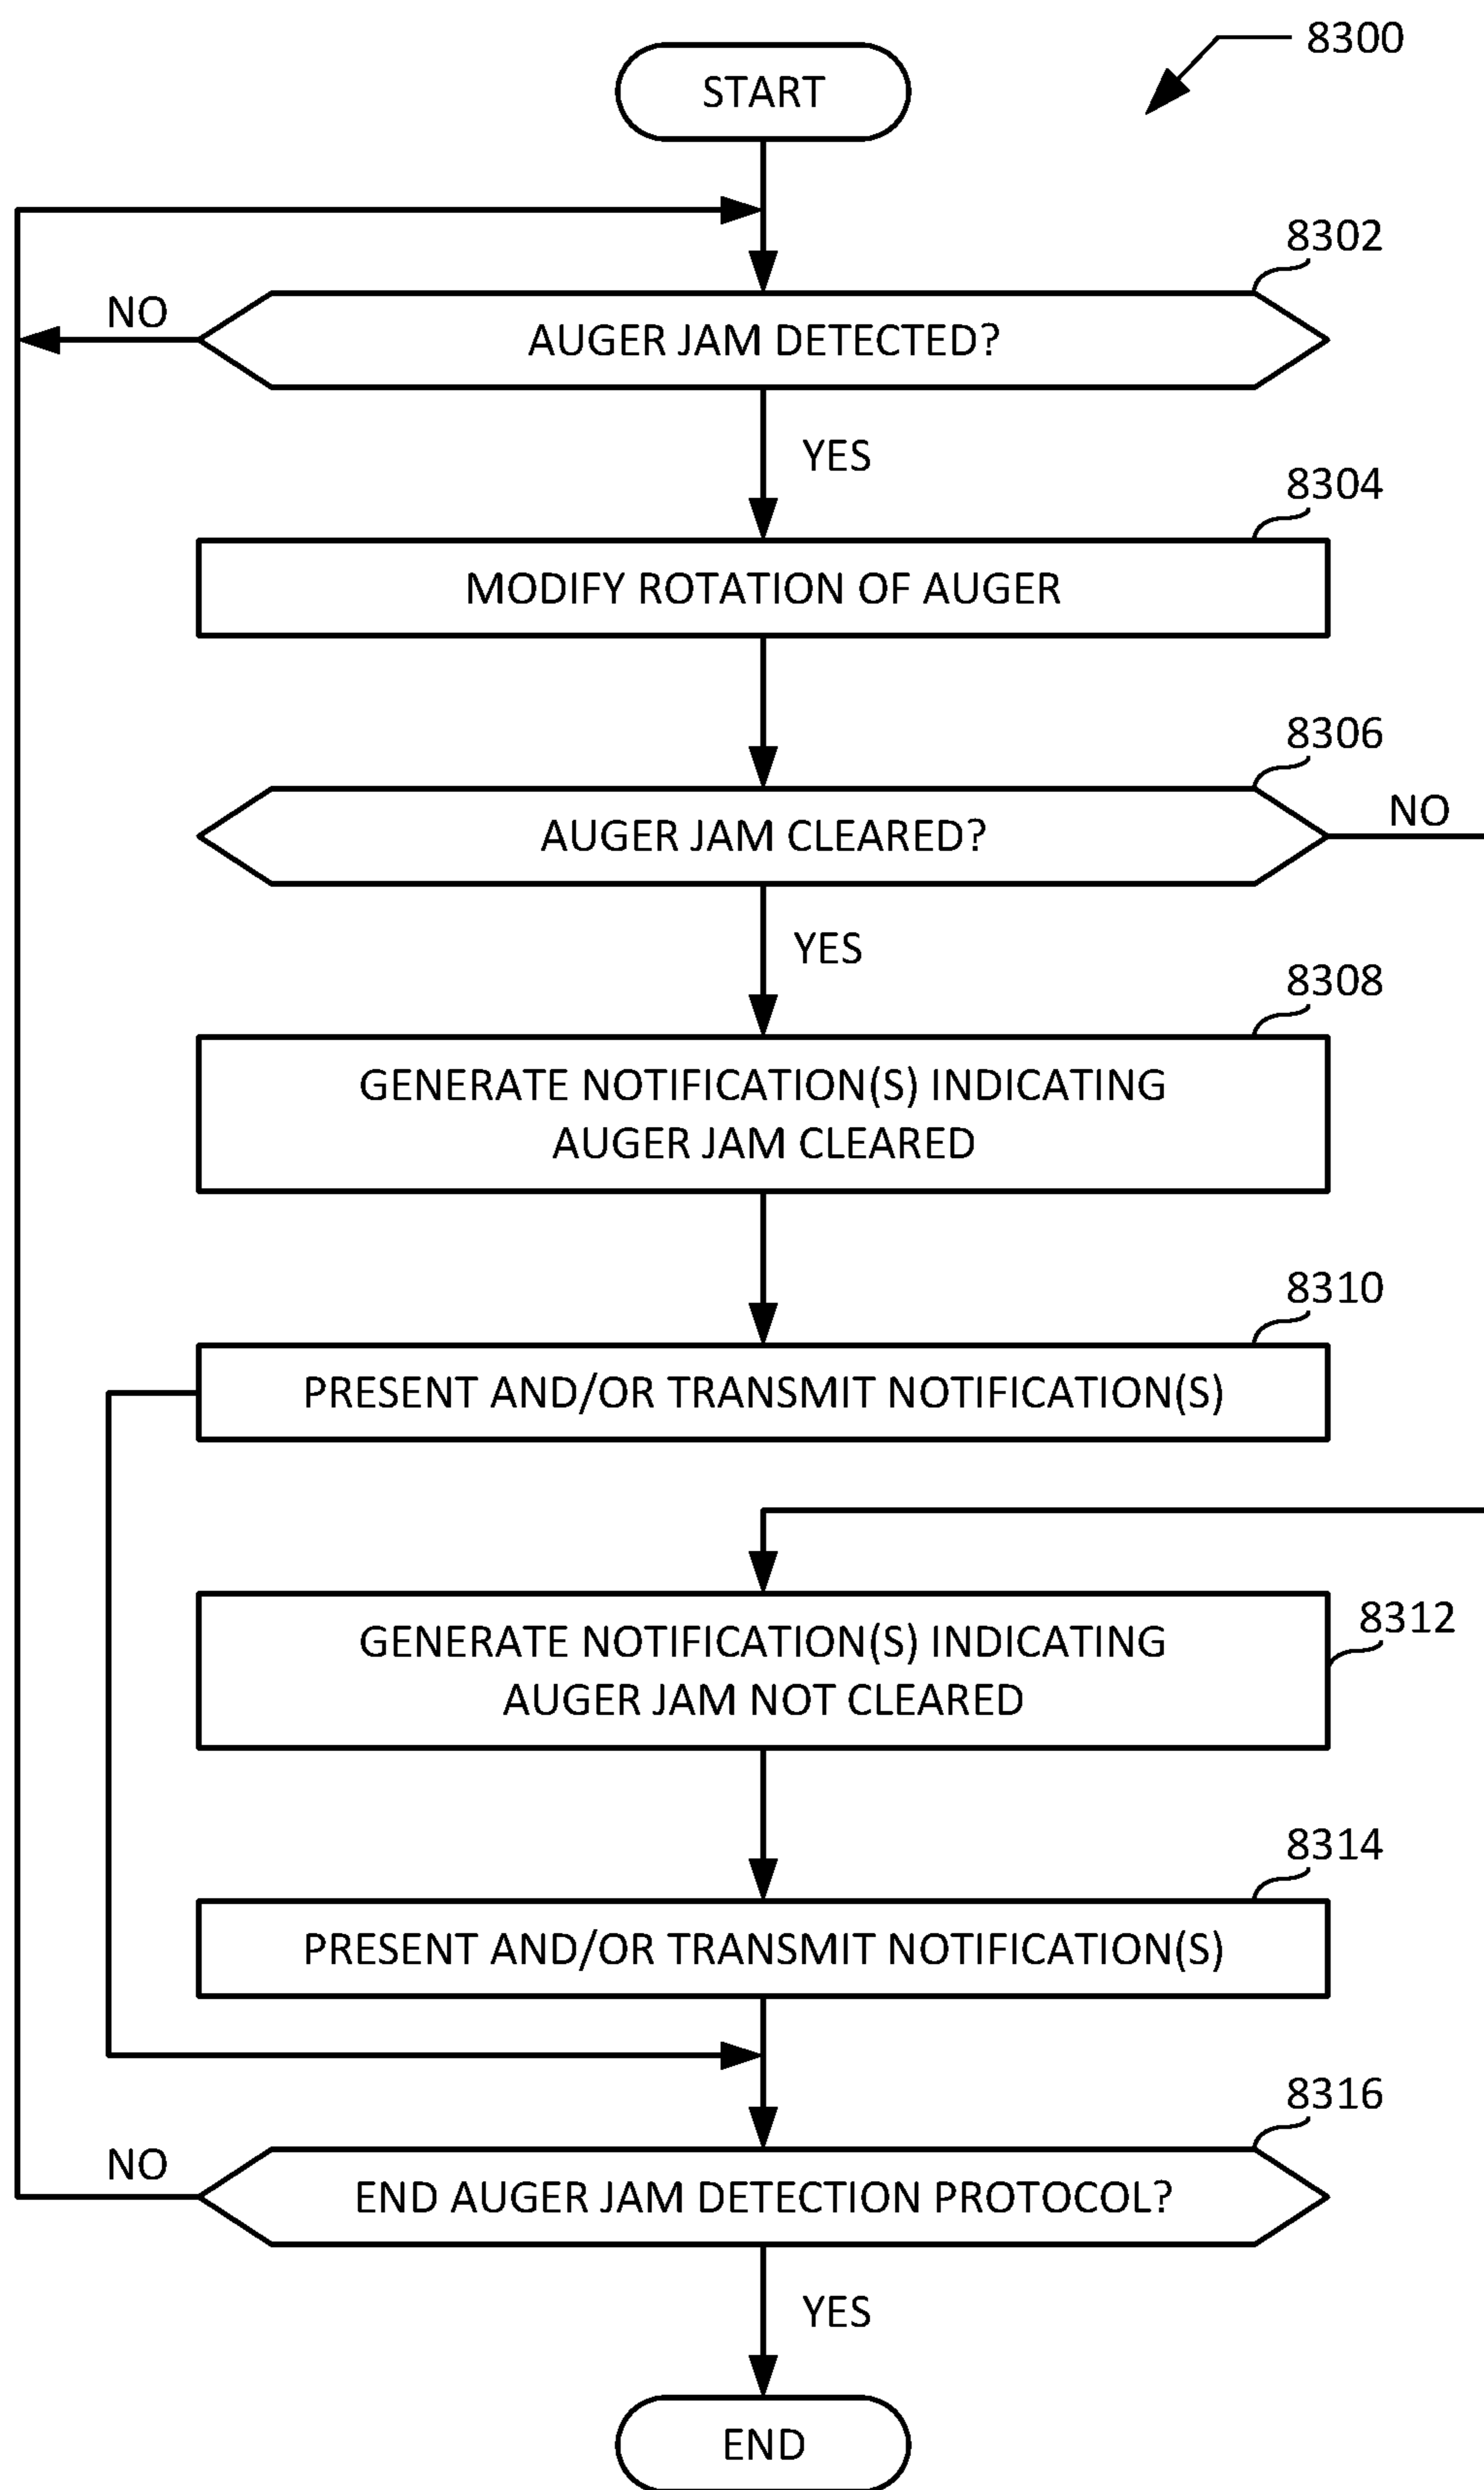 8300
START
8302
NO
AUGER JAM DETECTED?
YES
8304
MODIFY ROTATION OF AUGER
8306
NO
AUGER JAM CLEARED?
YES
8308
GENERATE NOTIFICATION(S) INDICATING
AUGER JAM CLEARED
8310
PRESENT AND/OR TRANSMIT NOTIFICATION(S)
8312
GENERATE NOTIFICATION(S) INDICATING
AUGER JAM NOT CLEARED
8314
PRESENT AND/OR TRANSMIT NOTIFICATION(S)
8316
NO
END AUGER JAM DETECTION PROTOCOL?
YES
END